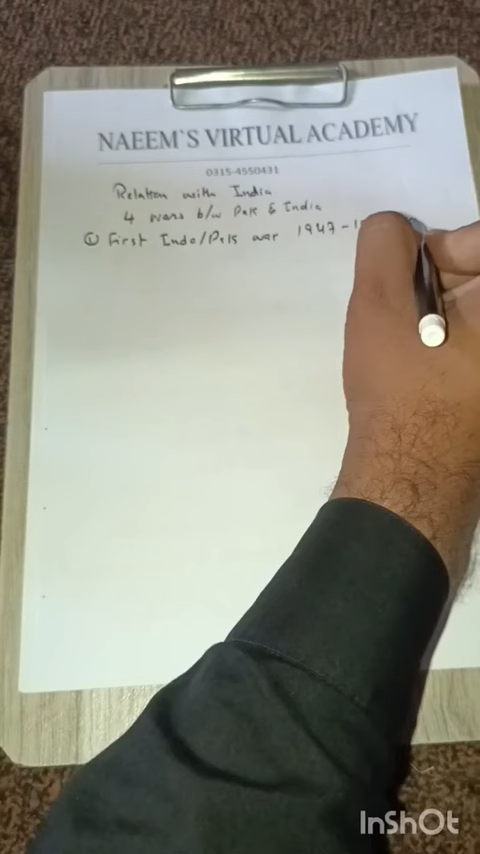 NAEEM`S VIRTUAL ACADEMY
0315-4550431
Relation with India
4 wars b/w Pak & India
① First Indo/Pak war 1947-1
InShOt